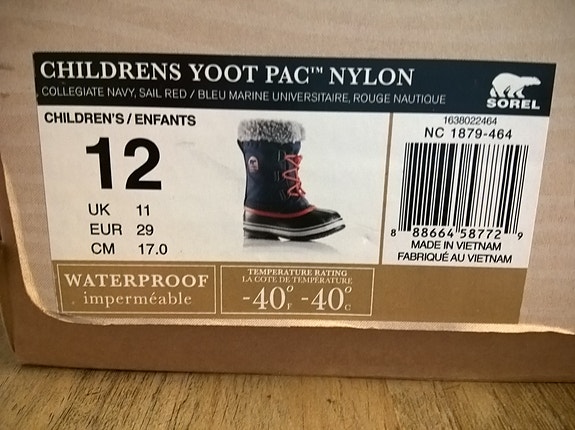 CHILDRENS YOOT PAC™ NYLON
COLLEGIATE NAVY, SAIL RED / BLEU MARINE UNIVERSITAIRE, ROUGE NAUTIQUE
SOREL
CHILDREN'S / ENFANTS
12
UK 11
EUR 29
CM 17.0
1638022464
NC 1879-464
8 88664 58772 9
MADE IN VIETNAM
FABRIQUÉ AU VIETNAM
WATERPROOF
imperméable
TEMPERATURE RATING
LA COTE DE TEMPÉRATURE
-40°F -40°C